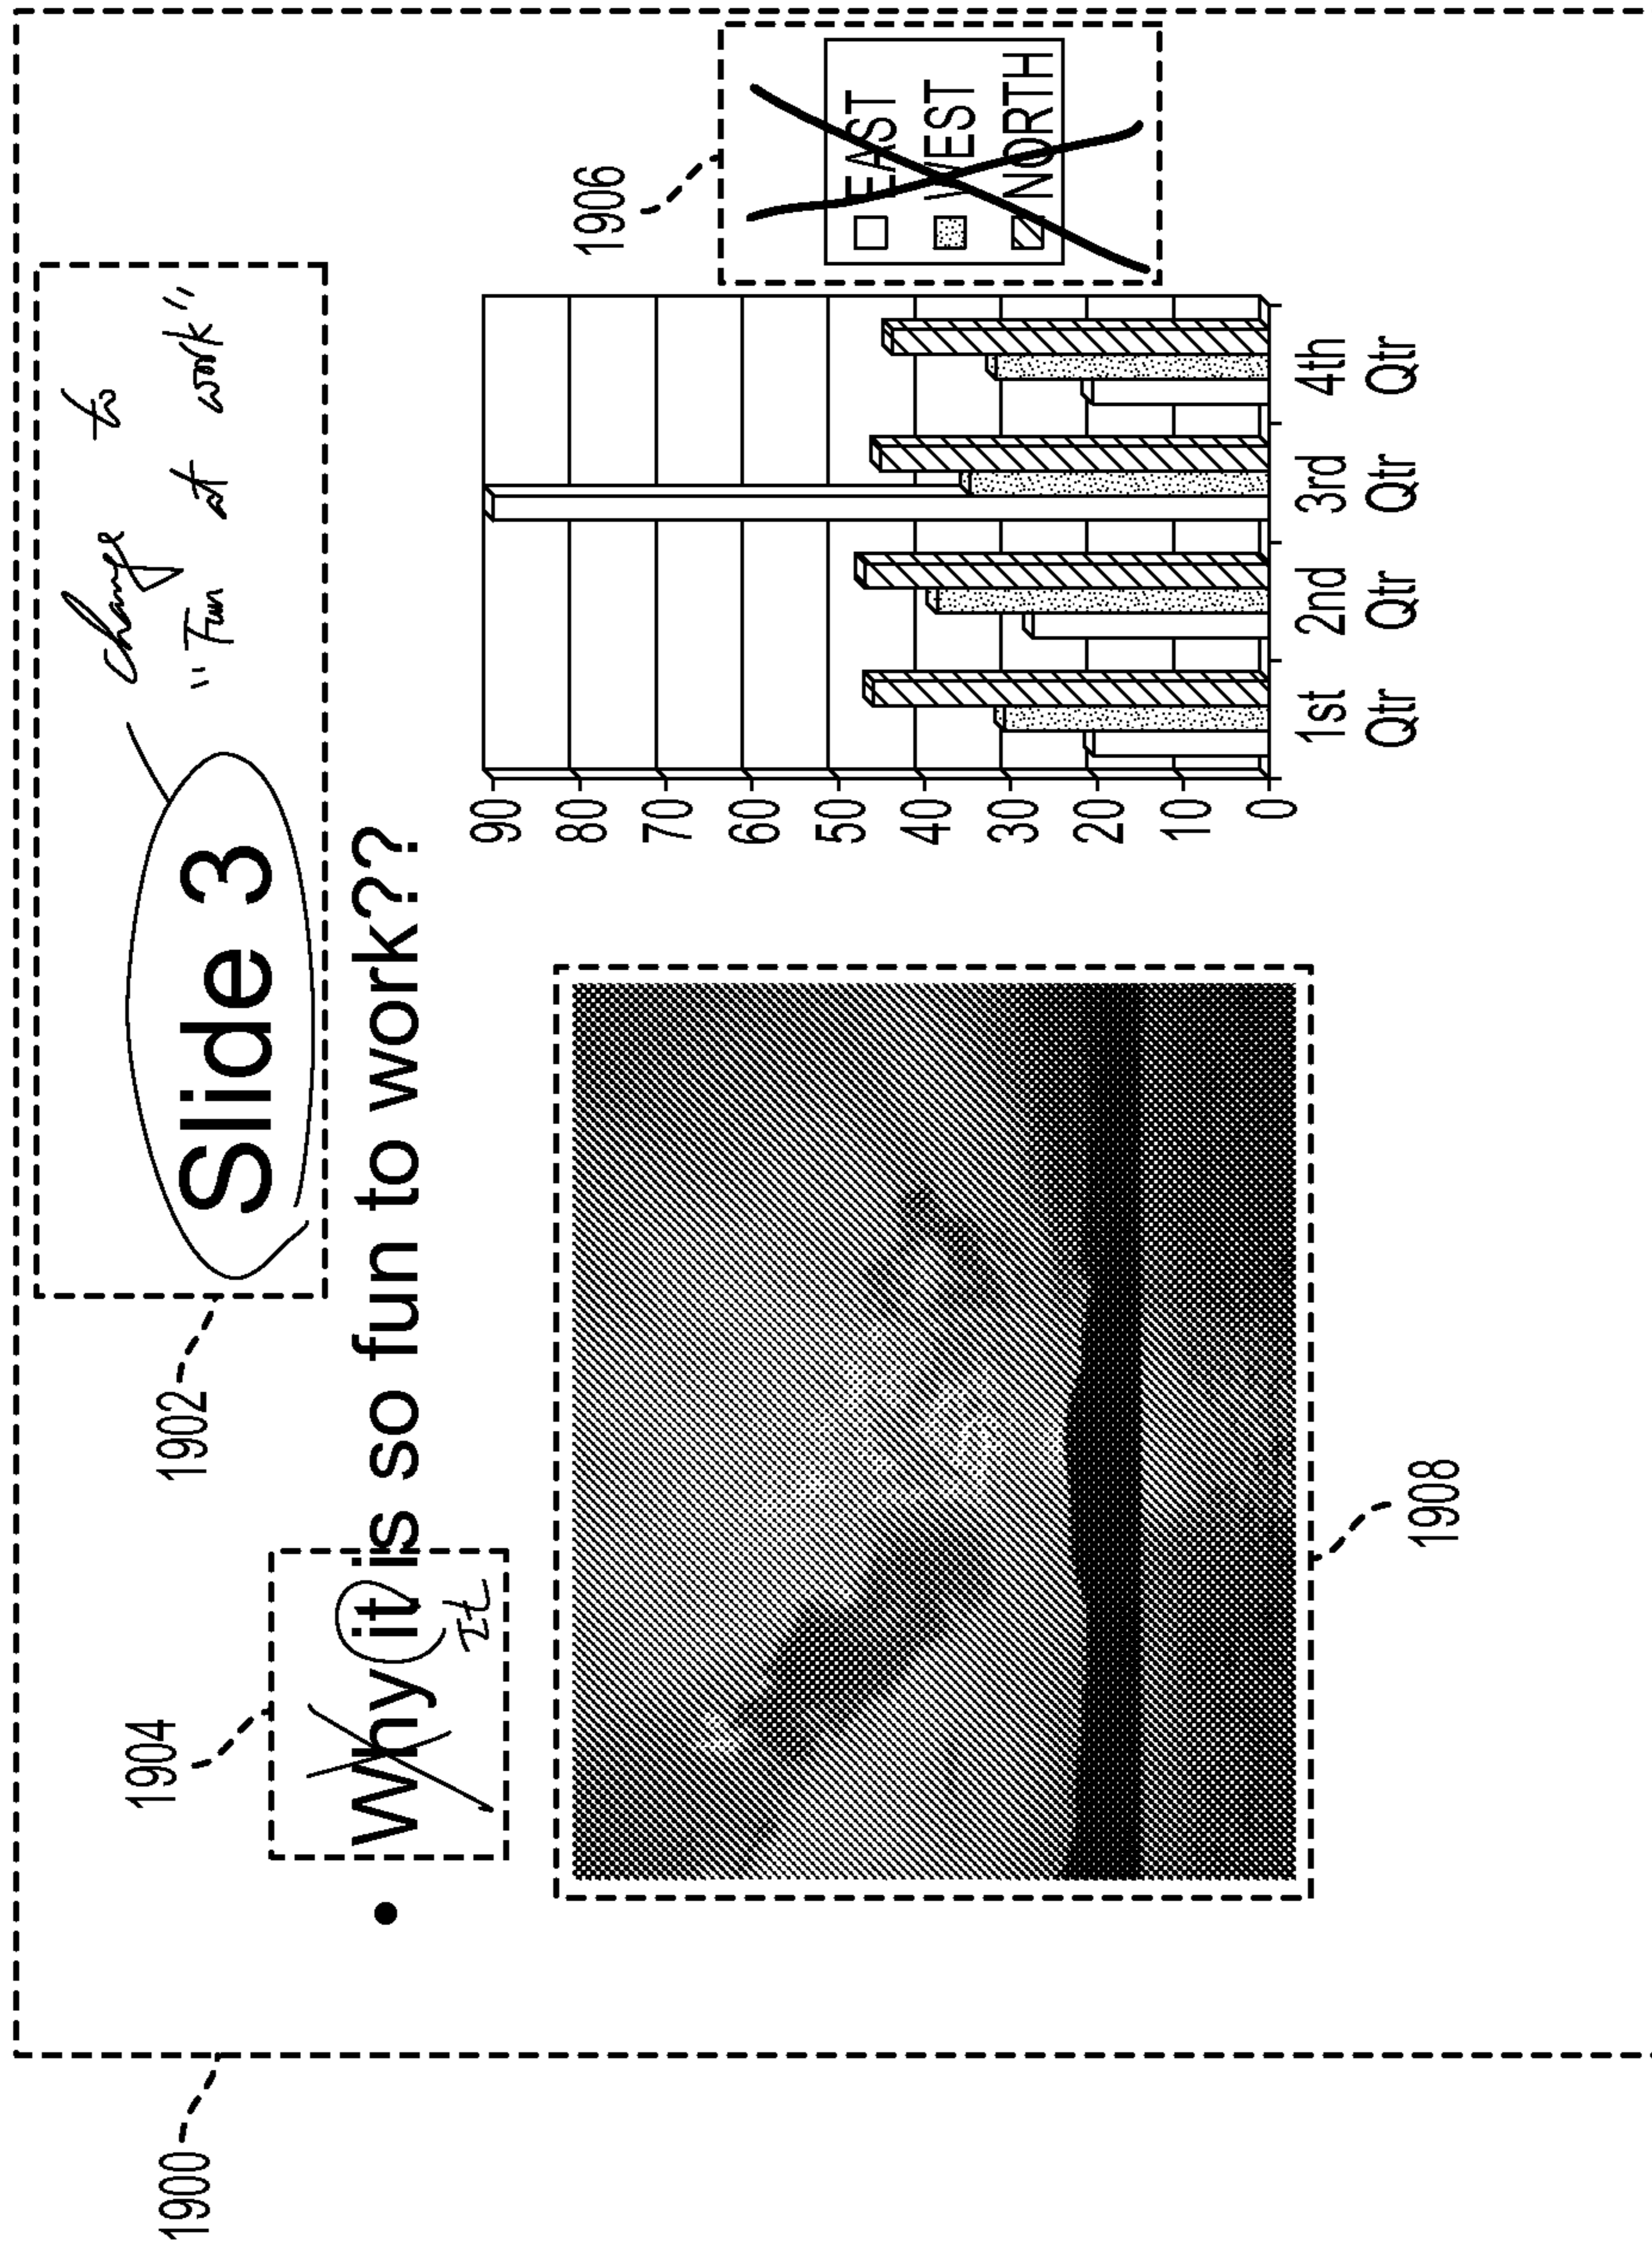 change to
Slide 3 "Fun at work"
1902
1904
• Why it is so fun to work??
It
1900
1906
90
80
70
60
50
40
30
20
10
0
1st Qtr
2nd Qtr
3rd Qtr
4th Qtr
EAST
WEST
NORTH
1908